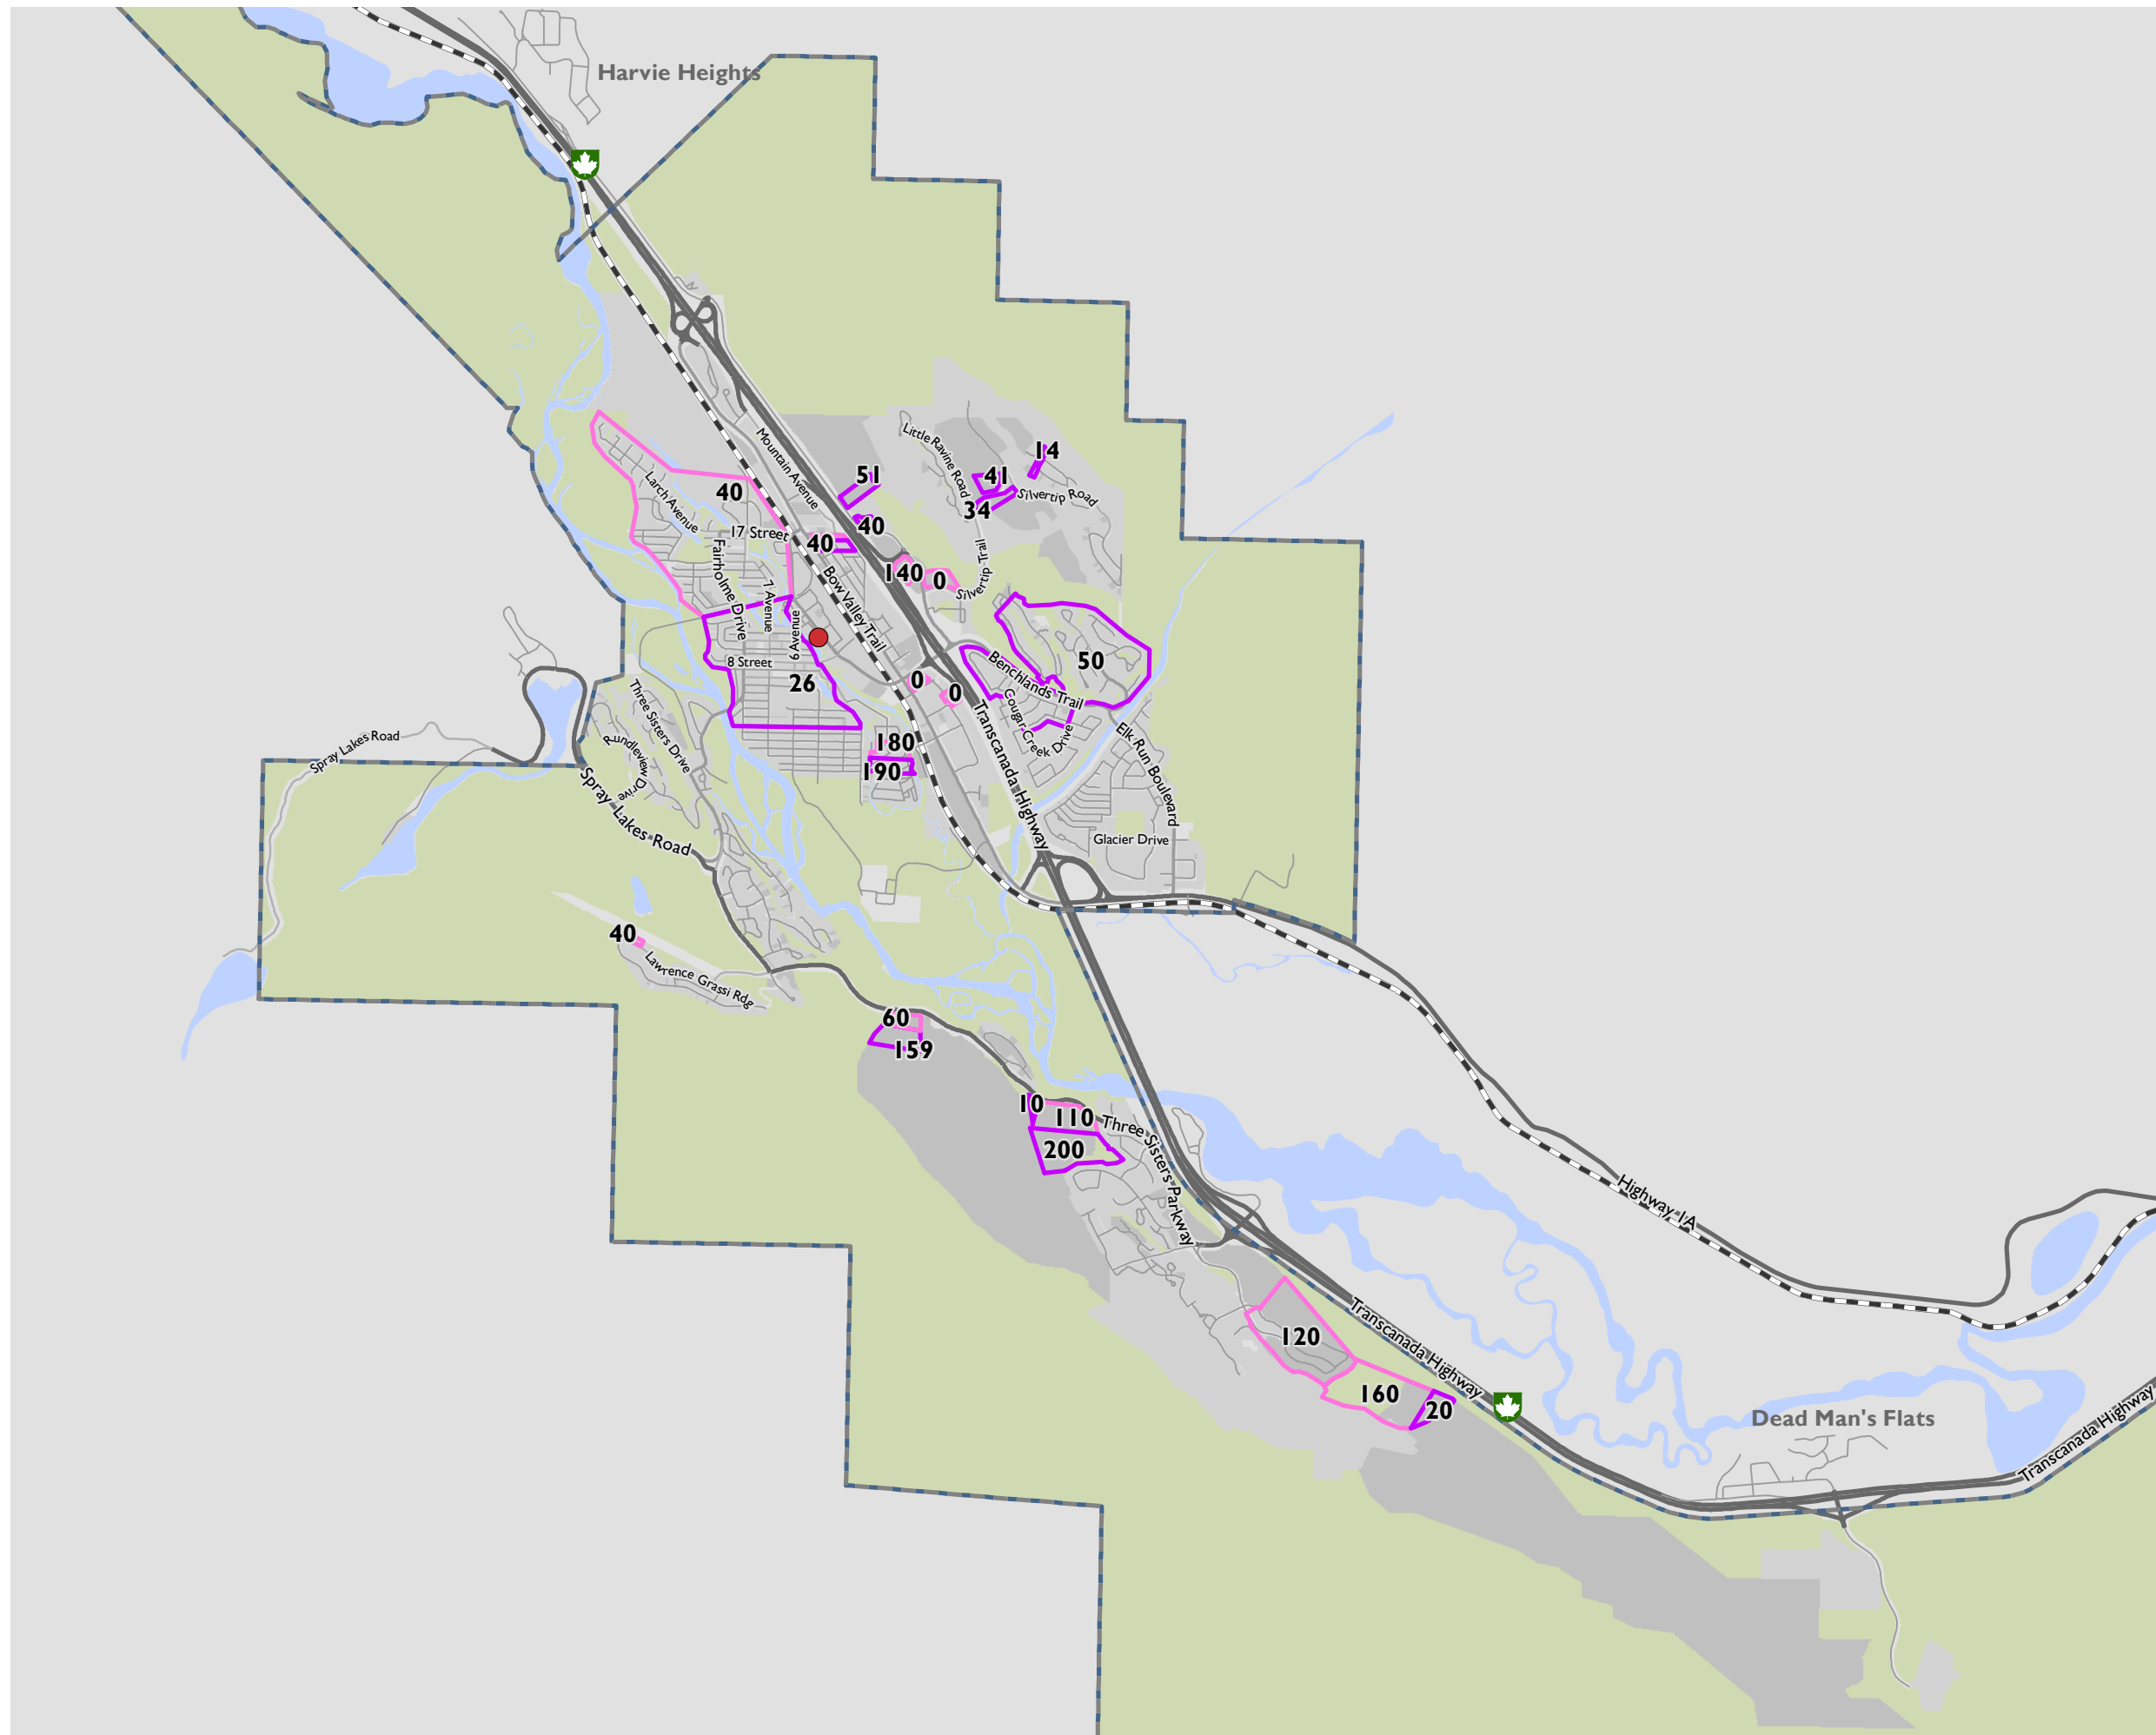 Harvie Heights
Little Ravine Road
14
Mountain Avenue
51
41
Silvertip Road
40
34
Larch Avenue
17 Street
40
40
Silvertip Trail
Fairholme Drive
7 Avenue
Bow Valley Trail
140
0
6 Avenue
8 Street
26
0
0
Benchlands Trail
50
Cougar Creek Drive
Three Sisters Drive
Rundleview Drive
Spray Lakes Road
Spray Lakes Road
180
190
Transcanada Highway
Elk Run Boulevard
Glacier Drive
40
Lawrence Grassi Rdg
60
159
10
110
200
Three Sisters Parkway
Highway 1A
120
160
20
Transcanada Highway
Dead Man's Flats
Transcanada Highway